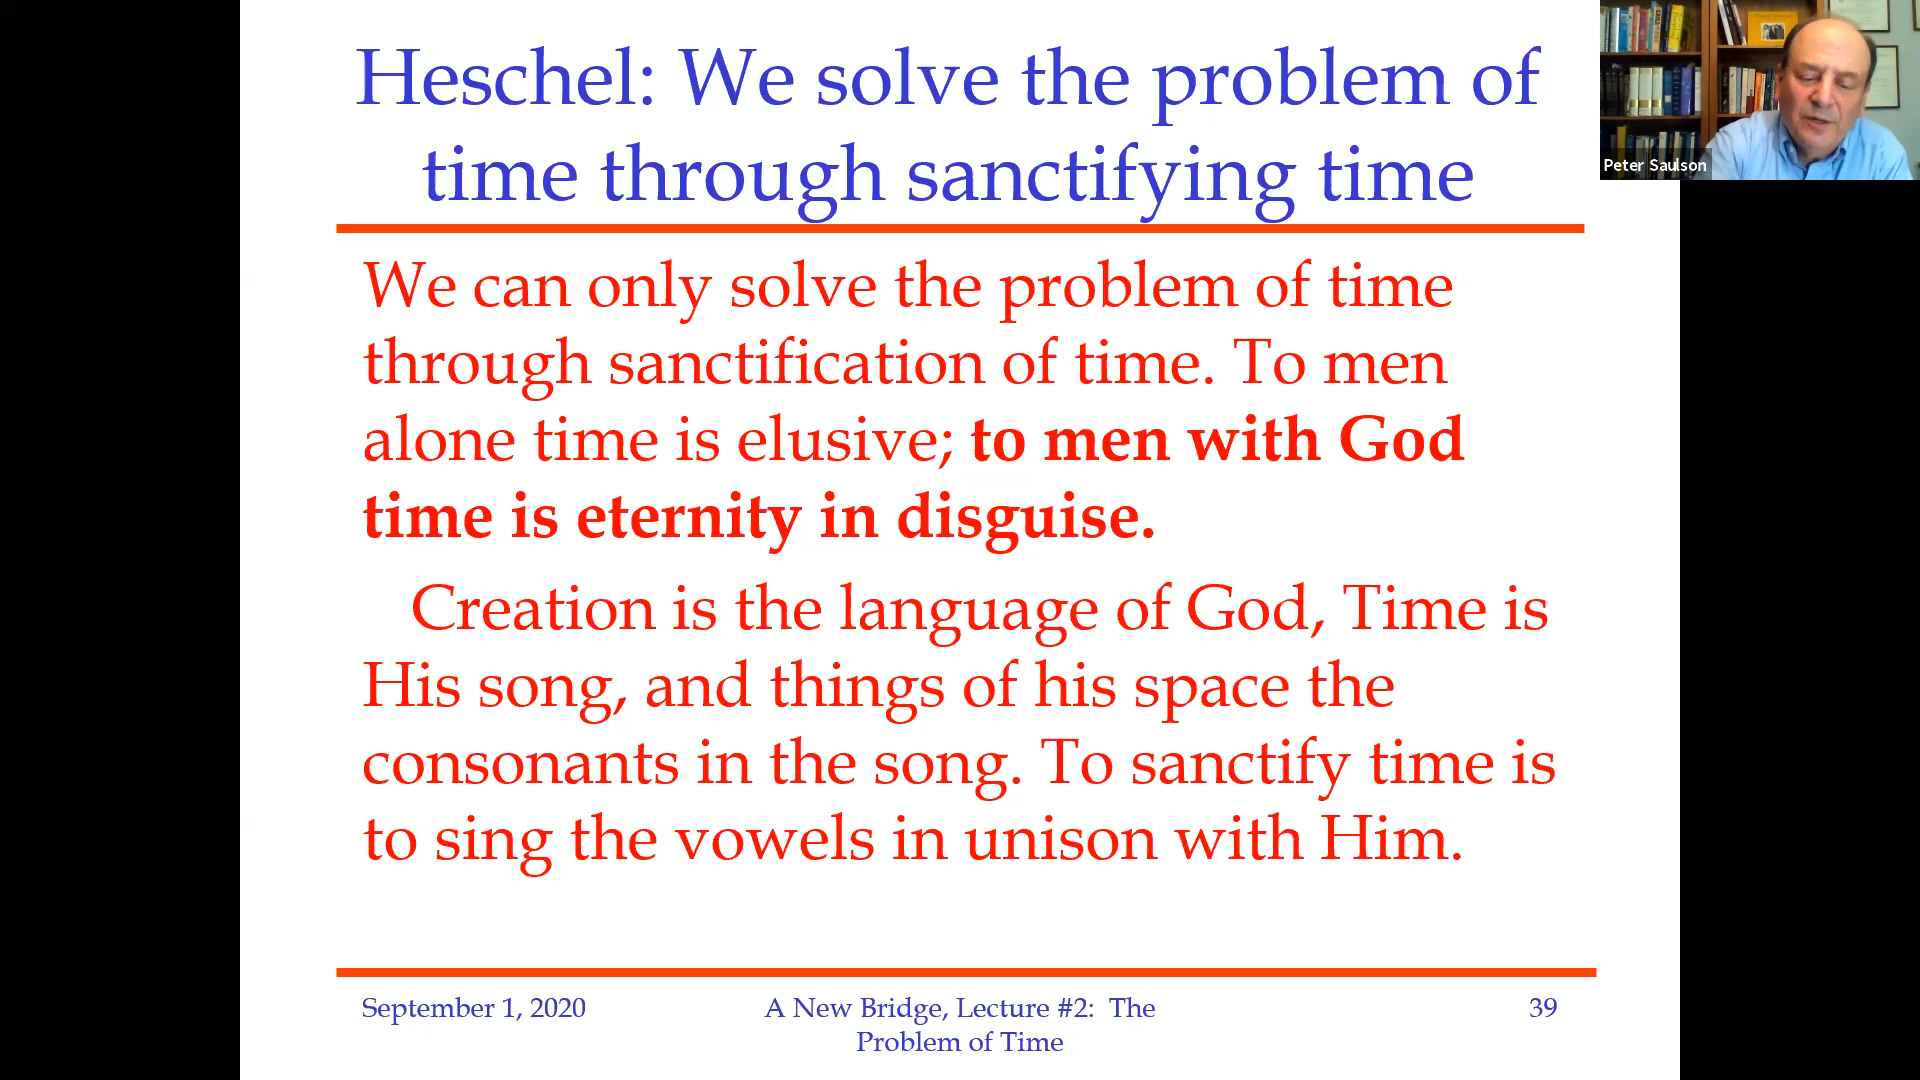 Heschel: We solve the problem of
time through sanctifying time
Peter Saulson
We can only solve the problem of time
through sanctification of time. To men
alone time is elusive; to men with God
time is eternity in disguise.
Creation is the language of God, Time is
His song, and things of his space the
consonants in the song. To sanctify time is
to sing the vowels in unison with Him.
September 1, 2020
A New Bridge, Lecture #2: The
Problem of Time
39